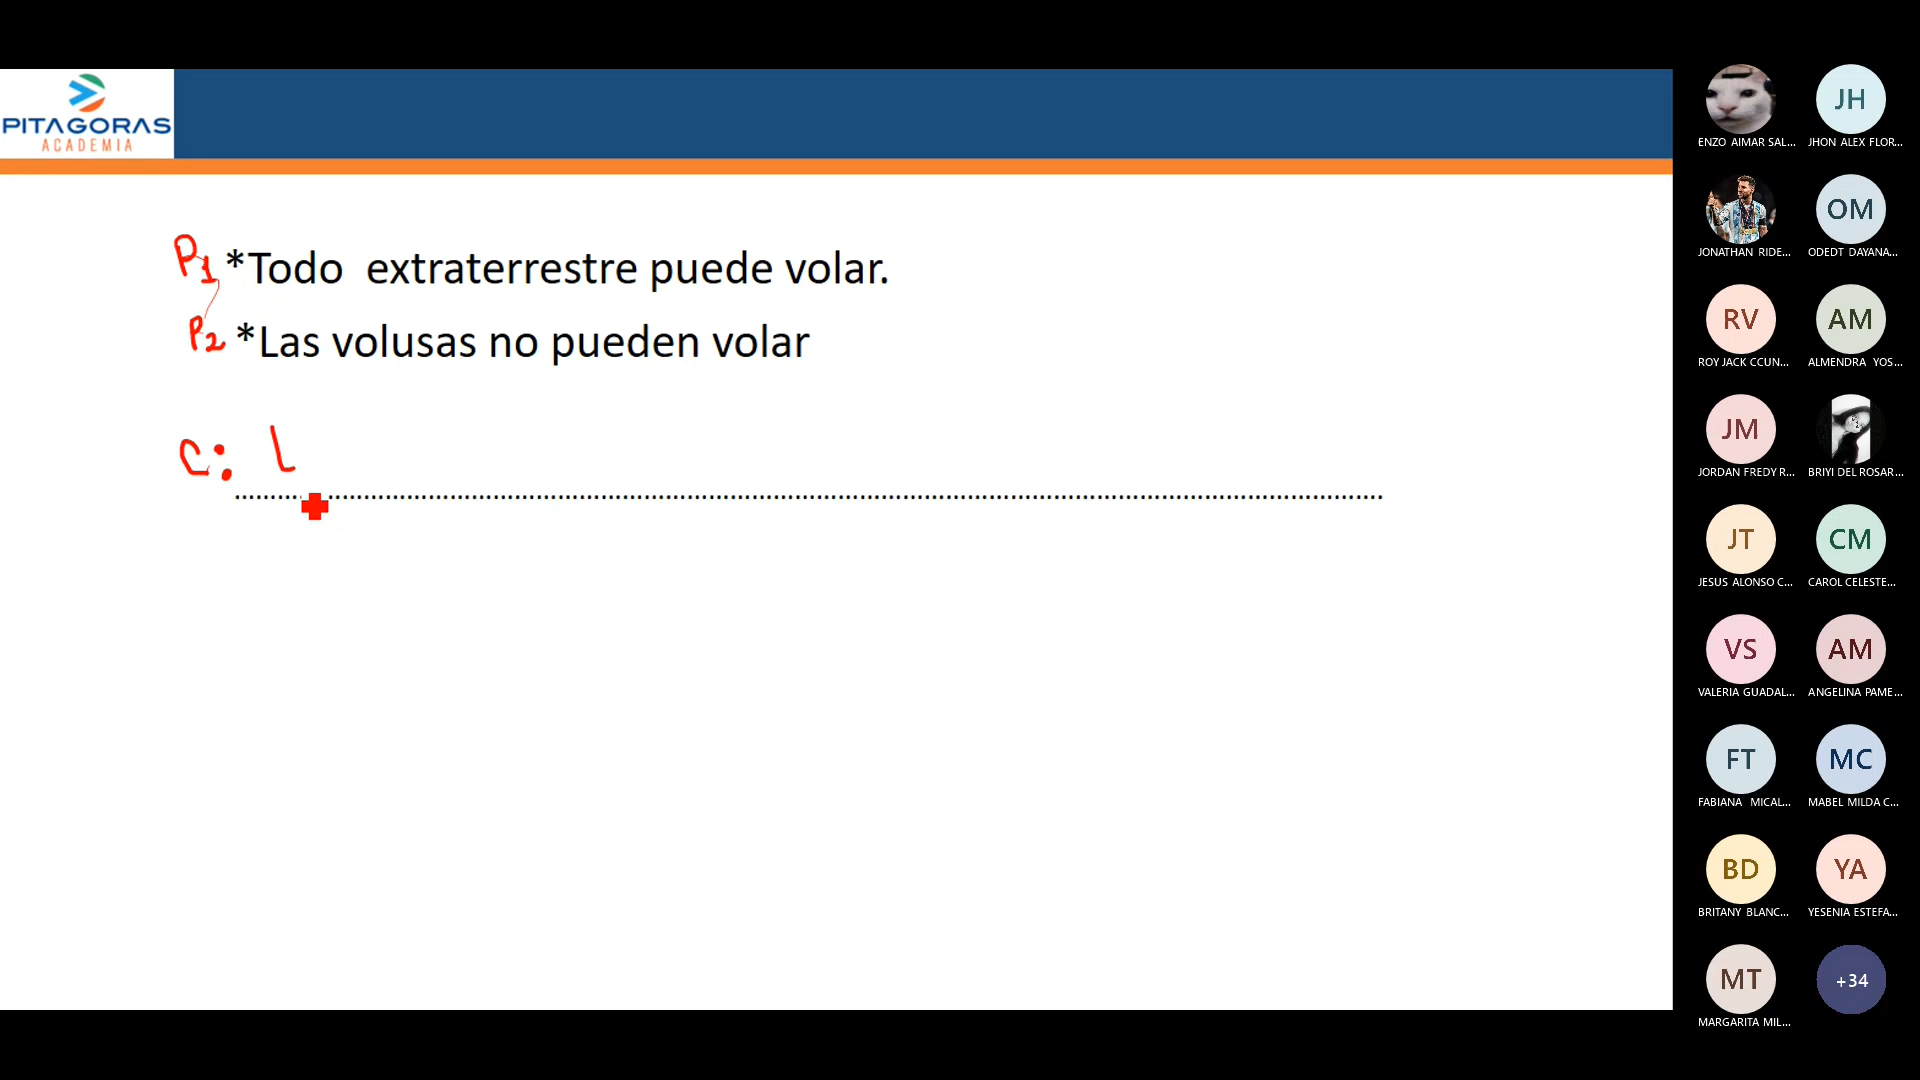 PITAGORAS
ACADEMIA
P1 *Todo extraterrestre puede volar.
P2 *Las volusas no pueden volar
C: L
........................................................................
JH
ENZO AIMAR SAL...
JHON ALEX FLOR...
OM
JONATHAN RIDE...
ODEDT DAYANA...
RV
AM
ROY JACK CCUN...
ALMENDRA YOS...
JM
JORDAN FREDY R...
BRIYI DEL ROSAR...
JT
CM
JESUS ALONSO C...
CAROL CELESTE...
VS
AM
VALERIA GUADAL...
ANGELINA PAME...
FT
MC
FABIANA MICAL...
MABEL MILDA C...
BD
YA
BRITANY BLANC...
YESENIA ESTEFA...
MT
+34
MARGARITA MIL...